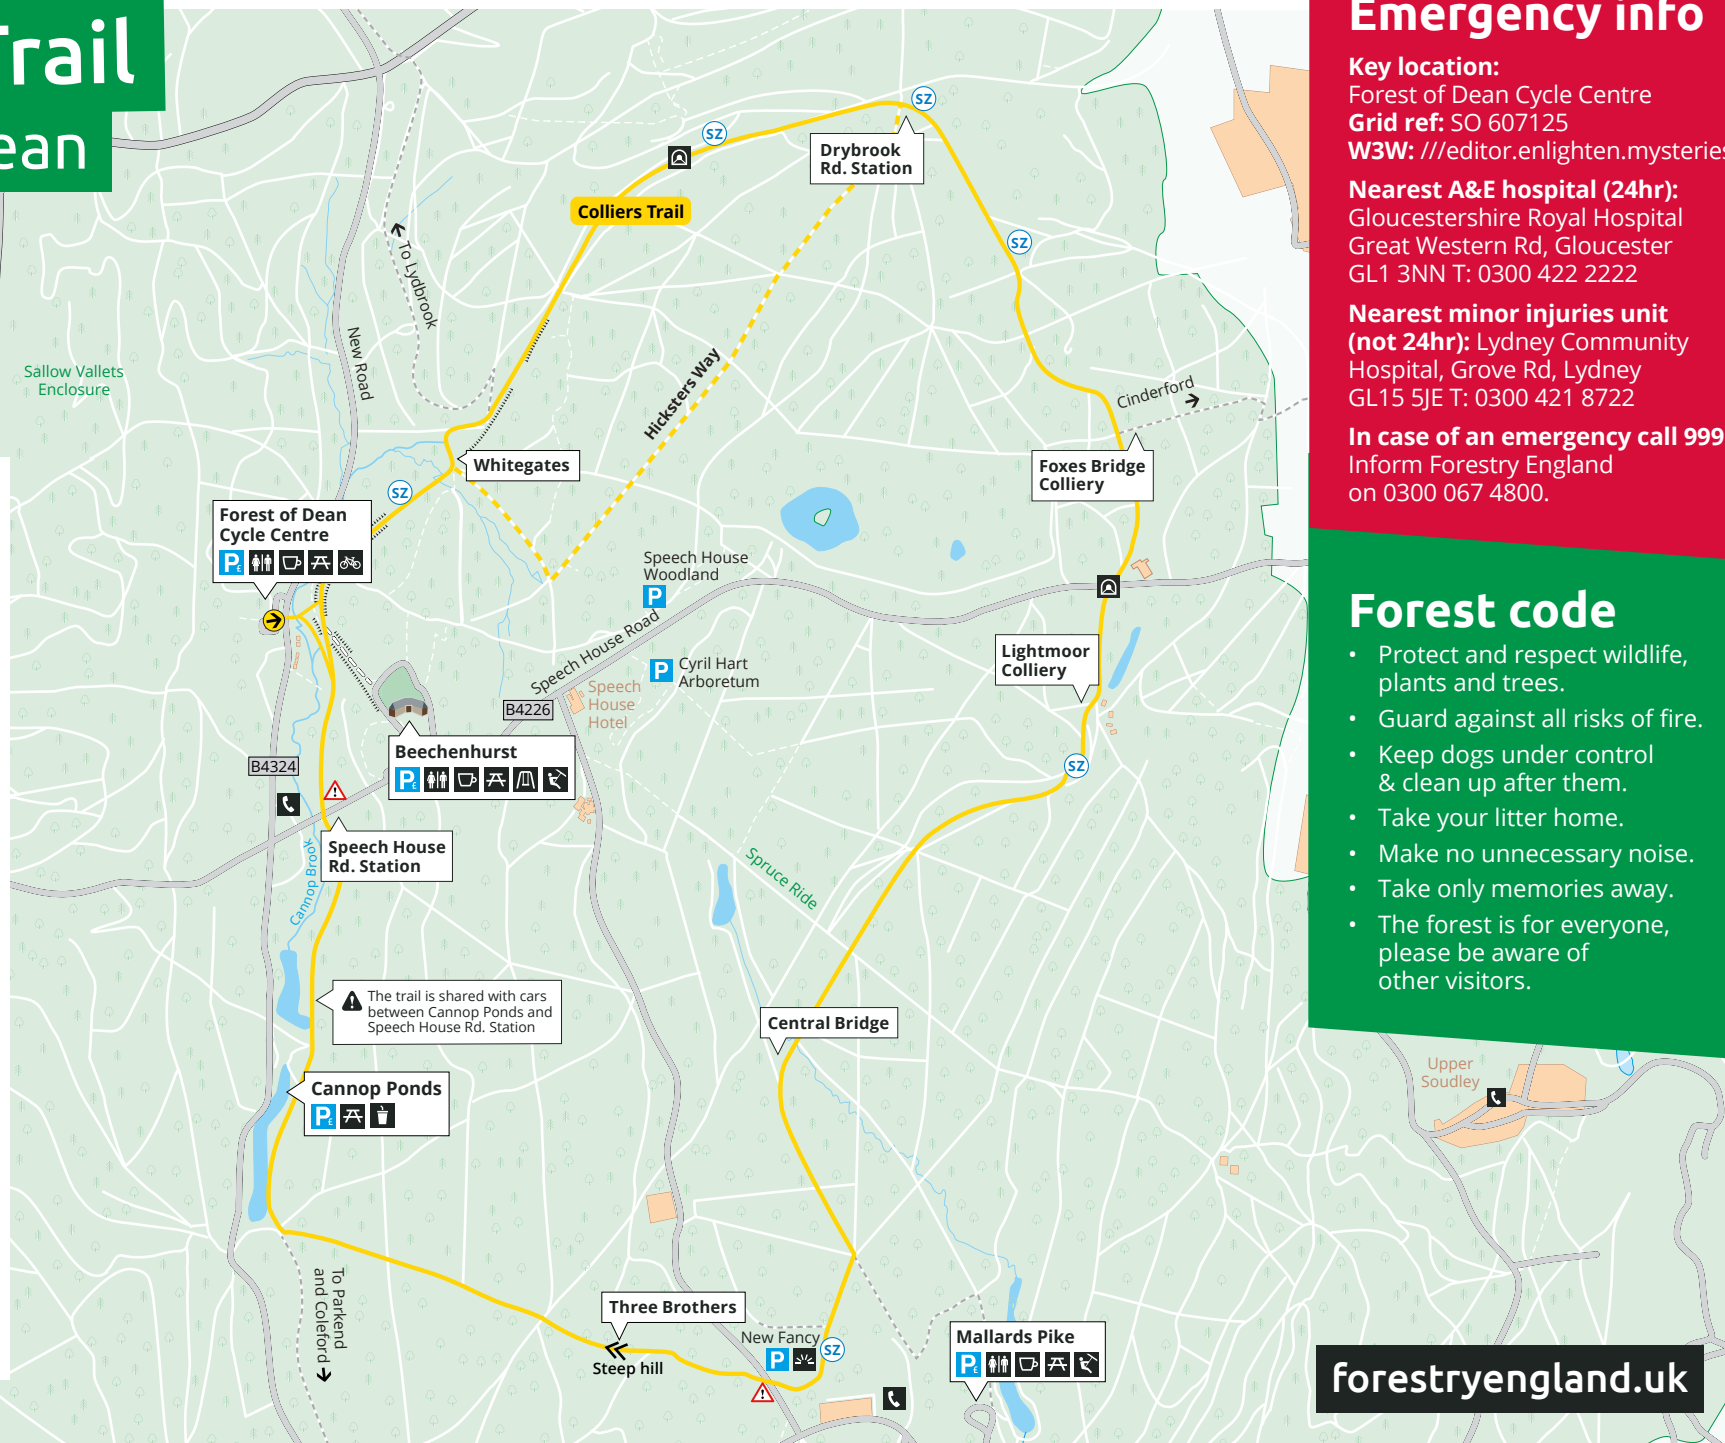 Trail
ean
SZ
SZ
Drybrook
Rd. Station
Colliers Trail
SZ
To Lydbrook
New Road
Sallow Vallets
Enclosure
Hicksters Way
Cinderford
Whitegates
Foxes Bridge
Colliery
SZ
Forest of Dean
Cycle Centre
P£
Speech House
Woodland
P
Speech House Road
Lightmoor
Colliery
P
Cyril Hart
Arboretum
Speech
House
Hotel
B4226
Beechenhurst
P£
B4324
SZ
Speech House
Rd. Station
Cannop Brook
Spruce Ride
The trail is shared with cars
between Cannop Ponds and
Speech House Rd. Station
Central Bridge
Cannop Ponds
P£
To Parkend
and Coleford
Three Brothers
Steep hill
New Fancy
P
SZ
Mallards Pike
P£
Upper
Soudley
Emergency info
Key location:
Forest of Dean Cycle Centre
Grid ref: SO 607125
W3W: ///editor.enlighten.mysteries
Nearest A&E hospital (24hr):
Gloucestershire Royal Hospital
Great Western Rd, Gloucester
GL1 3NN T: 0300 422 2222
Nearest minor injuries unit
(not 24hr): Lydney Community
Hospital, Grove Rd, Lydney
GL15 5JE T: 0300 421 8722
In case of an emergency call 999
Inform Forestry England
on 0300 067 4800.
Forest code
• Protect and respect wildlife,
plants and trees.
• Guard against all risks of fire.
• Keep dogs under control
& clean up after them.
• Take your litter home.
• Make no unnecessary noise.
• Take only memories away.
• The forest is for everyone,
please be aware of
other visitors.
forestryengland.uk